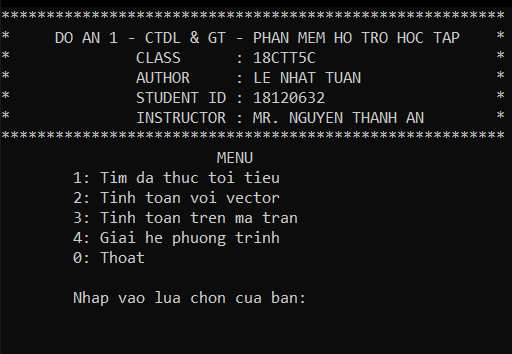 ********************************************************
*     DO AN 1 - CTDL & GT - PHAN MEM HO TRO HOC TAP    *
*              CLASS      : 18CTT5C                    *
*              AUTHOR     : LE NHAT TUAN               *
*              STUDENT ID : 18120632                   *
*              INSTRUCTOR : MR. NGUYEN THANH AN        *
********************************************************
MENU
1: Tim da thuc toi tieu
2: Tinh toan voi vector
3: Tinh toan tren ma tran
4: Giai he phuong trinh
0: Thoat
Nhap vao lua chon cua ban: